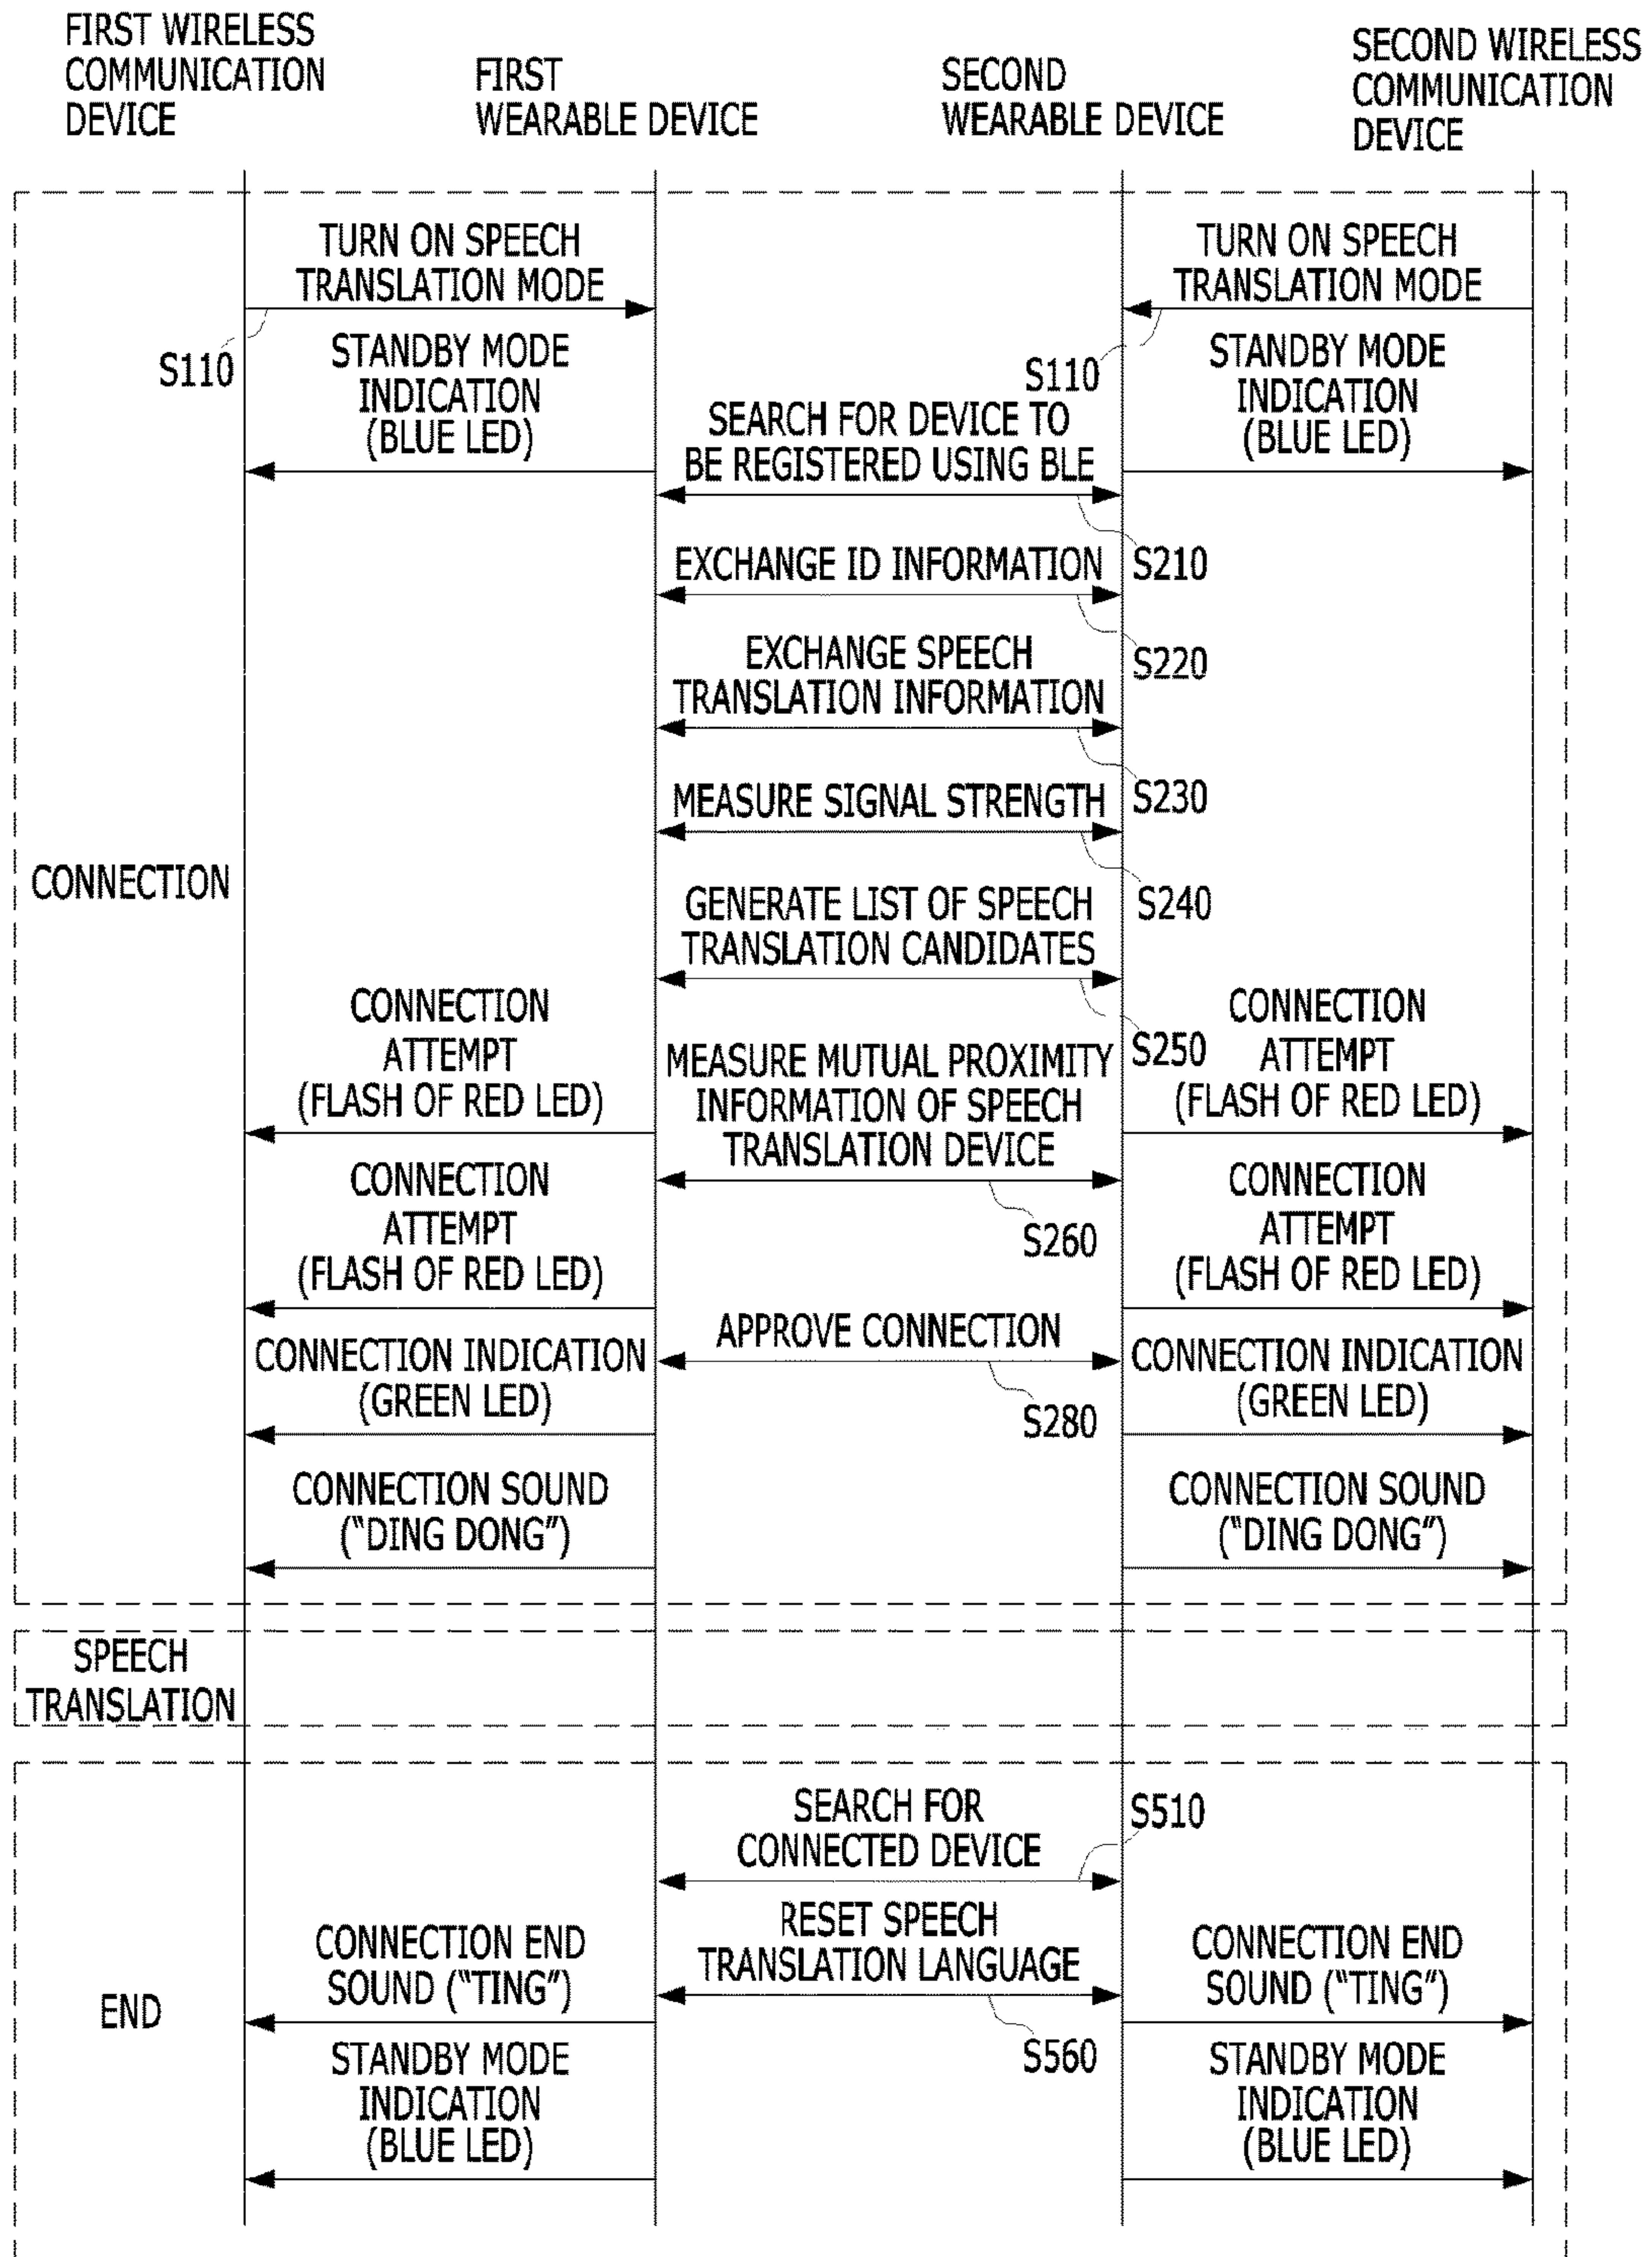 FIRST WIRELESS
COMMUNICATION
DEVICE
FIRST
WEARABLE DEVICE
SECOND
WEARABLE DEVICE
SECOND WIRELESS
COMMUNICATION
DEVICE
TURN ON SPEECH
TRANSLATION MODE
TURN ON SPEECH
TRANSLATION MODE
S110
STANDBY MODE
INDICATION
(BLUE LED)
S110
STANDBY MODE
INDICATION
(BLUE LED)
SEARCH FOR DEVICE TO
BE REGISTERED USING BLE
S210
EXCHANGE ID INFORMATION
S220
EXCHANGE SPEECH
TRANSLATION INFORMATION
S230
MEASURE SIGNAL STRENGTH
S240
CONNECTION
GENERATE LIST OF SPEECH
TRANSLATION CANDIDATES
S250
CONNECTION
ATTEMPT
(FLASH OF RED LED)
MEASURE MUTUAL PROXIMITY
INFORMATION OF SPEECH
TRANSLATION DEVICE
CONNECTION
ATTEMPT
(FLASH OF RED LED)
S260
CONNECTION
ATTEMPT
(FLASH OF RED LED)
CONNECTION
ATTEMPT
(FLASH OF RED LED)
APPROVE CONNECTION
S280
CONNECTION INDICATION
(GREEN LED)
CONNECTION INDICATION
(GREEN LED)
CONNECTION SOUND
("DING DONG")
CONNECTION SOUND
("DING DONG")
SPEECH
TRANSLATION
SEARCH FOR
CONNECTED DEVICE
S510
RESET SPEECH
TRANSLATION LANGUAGE
S560
END
CONNECTION END
SOUND ("TING")
CONNECTION END
SOUND ("TING")
STANDBY MODE
INDICATION
(BLUE LED)
STANDBY MODE
INDICATION
(BLUE LED)